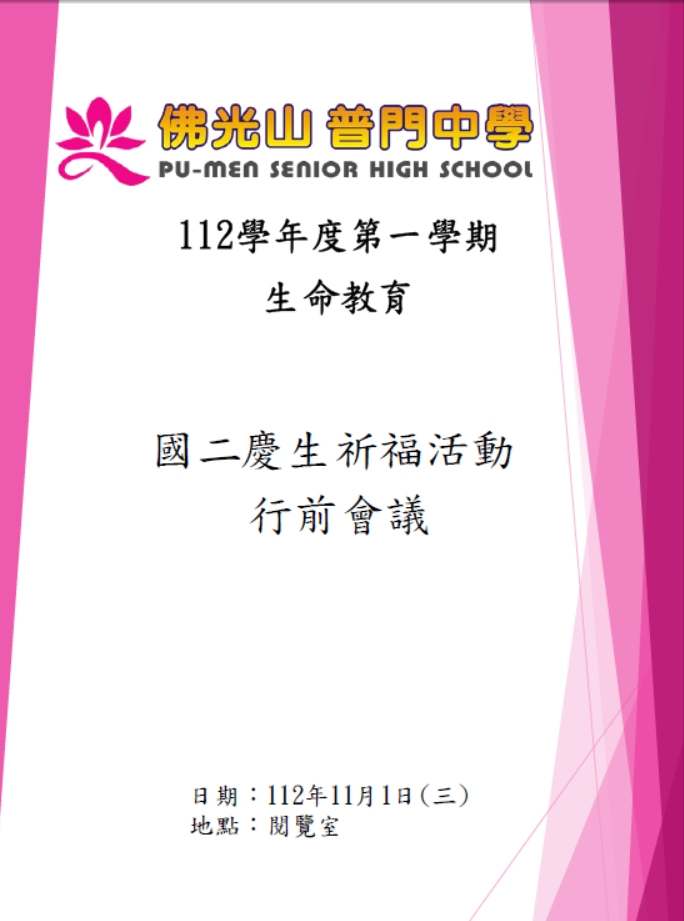 佛光山 普門中學
PU-MEN SENIOR HIGH SCHOOL
112學年度第一學期
生命教育
國二慶生祈福活動
行前會議
日期：112年11月1日(三)
地點：閱覽室